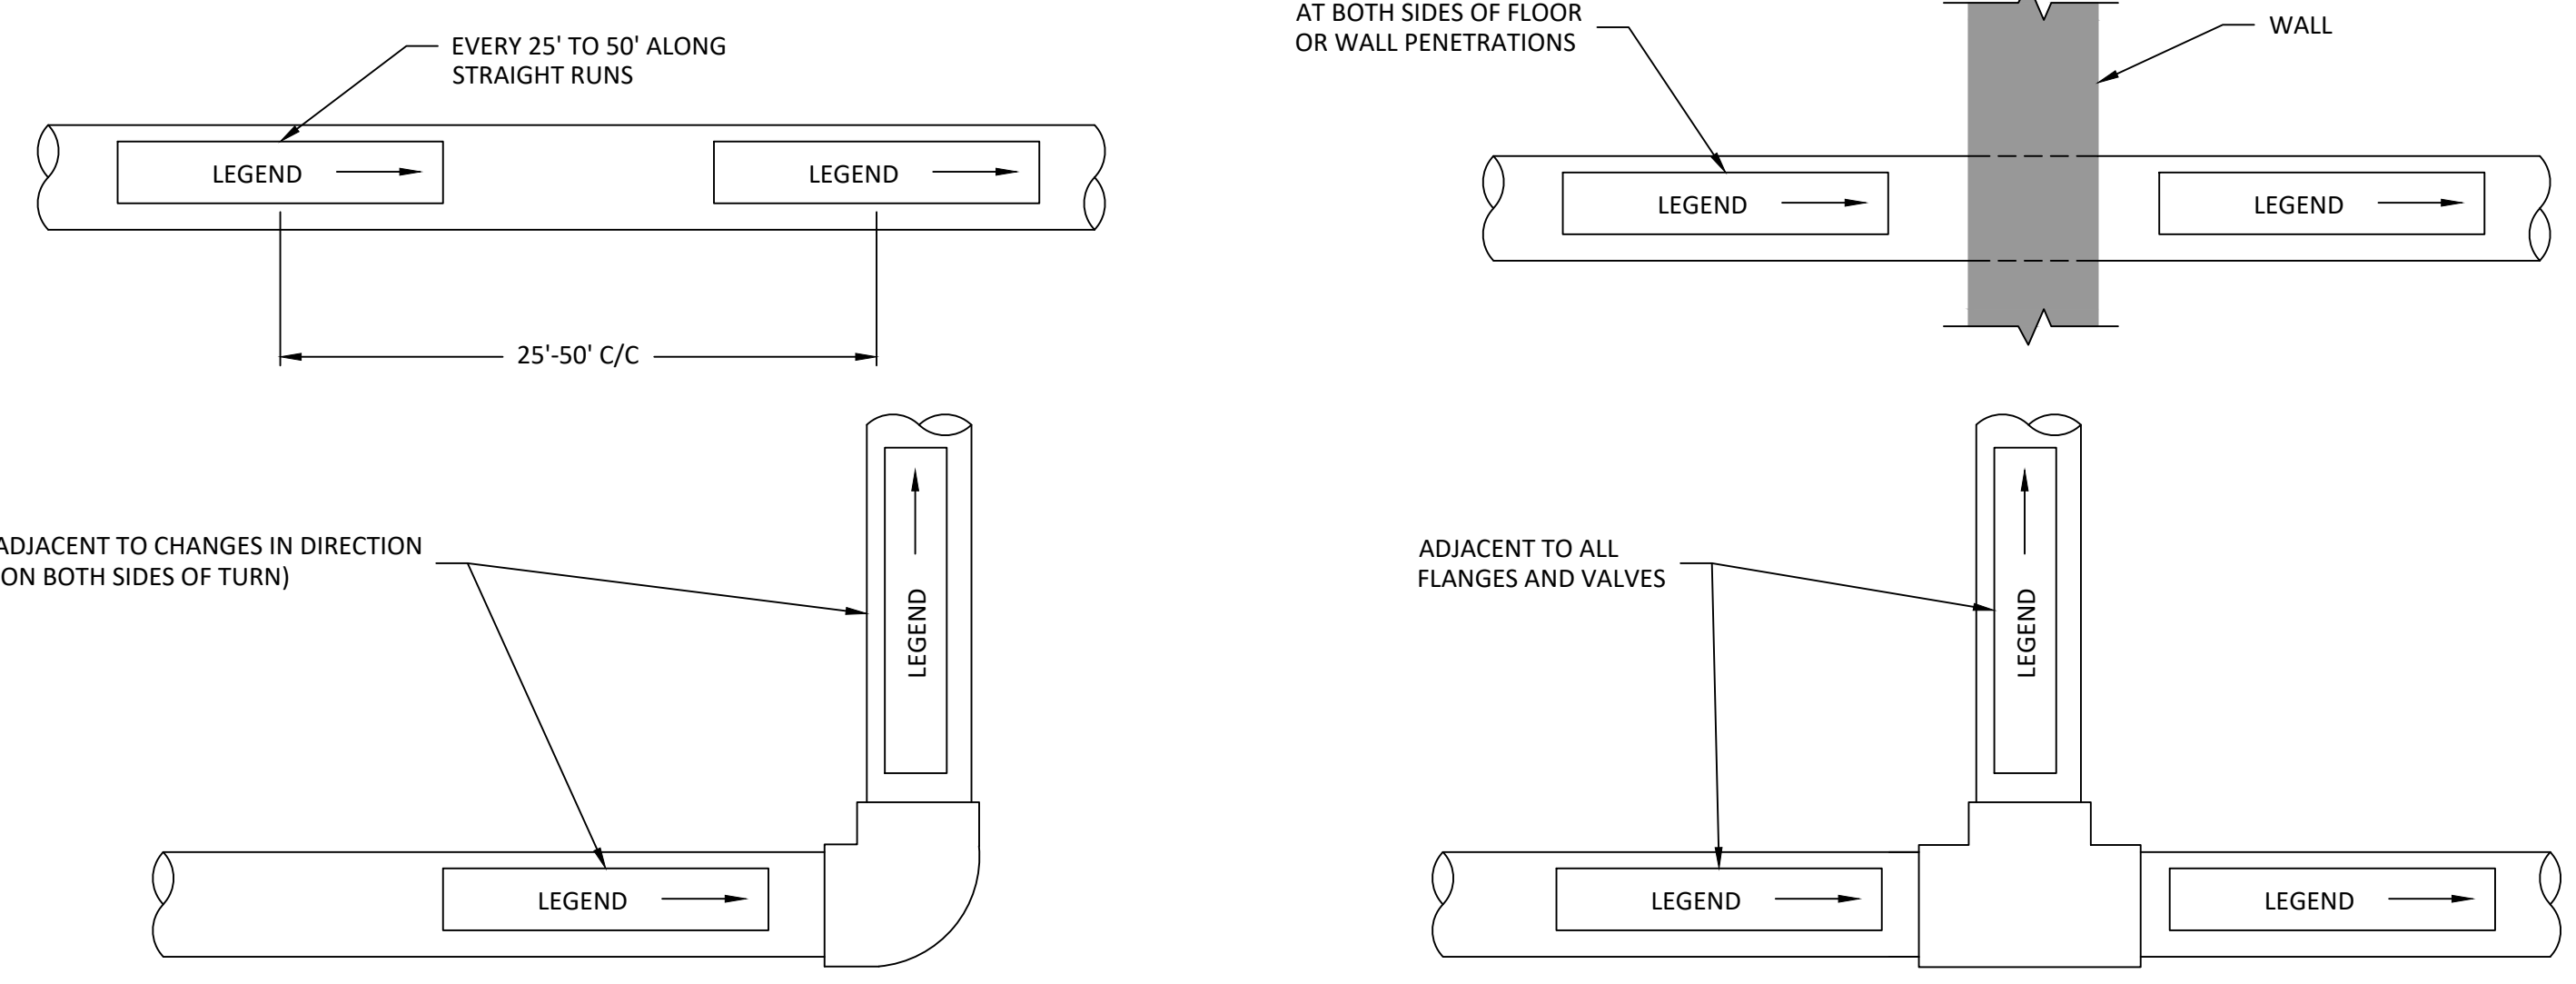 EVERY 25' TO 50' ALONG
STRAIGHT RUNS
LEGEND
LEGEND
25'-50' C/C
AT BOTH SIDES OF FLOOR
OR WALL PENETRATIONS
WALL
LEGEND
LEGEND
ADJACENT TO CHANGES IN DIRECTION
ON BOTH SIDES OF TURN)
LEGEND
LEGEND
ADJACENT TO ALL
FLANGES AND VALVES
LEGEND
LEGEND
LEGEND